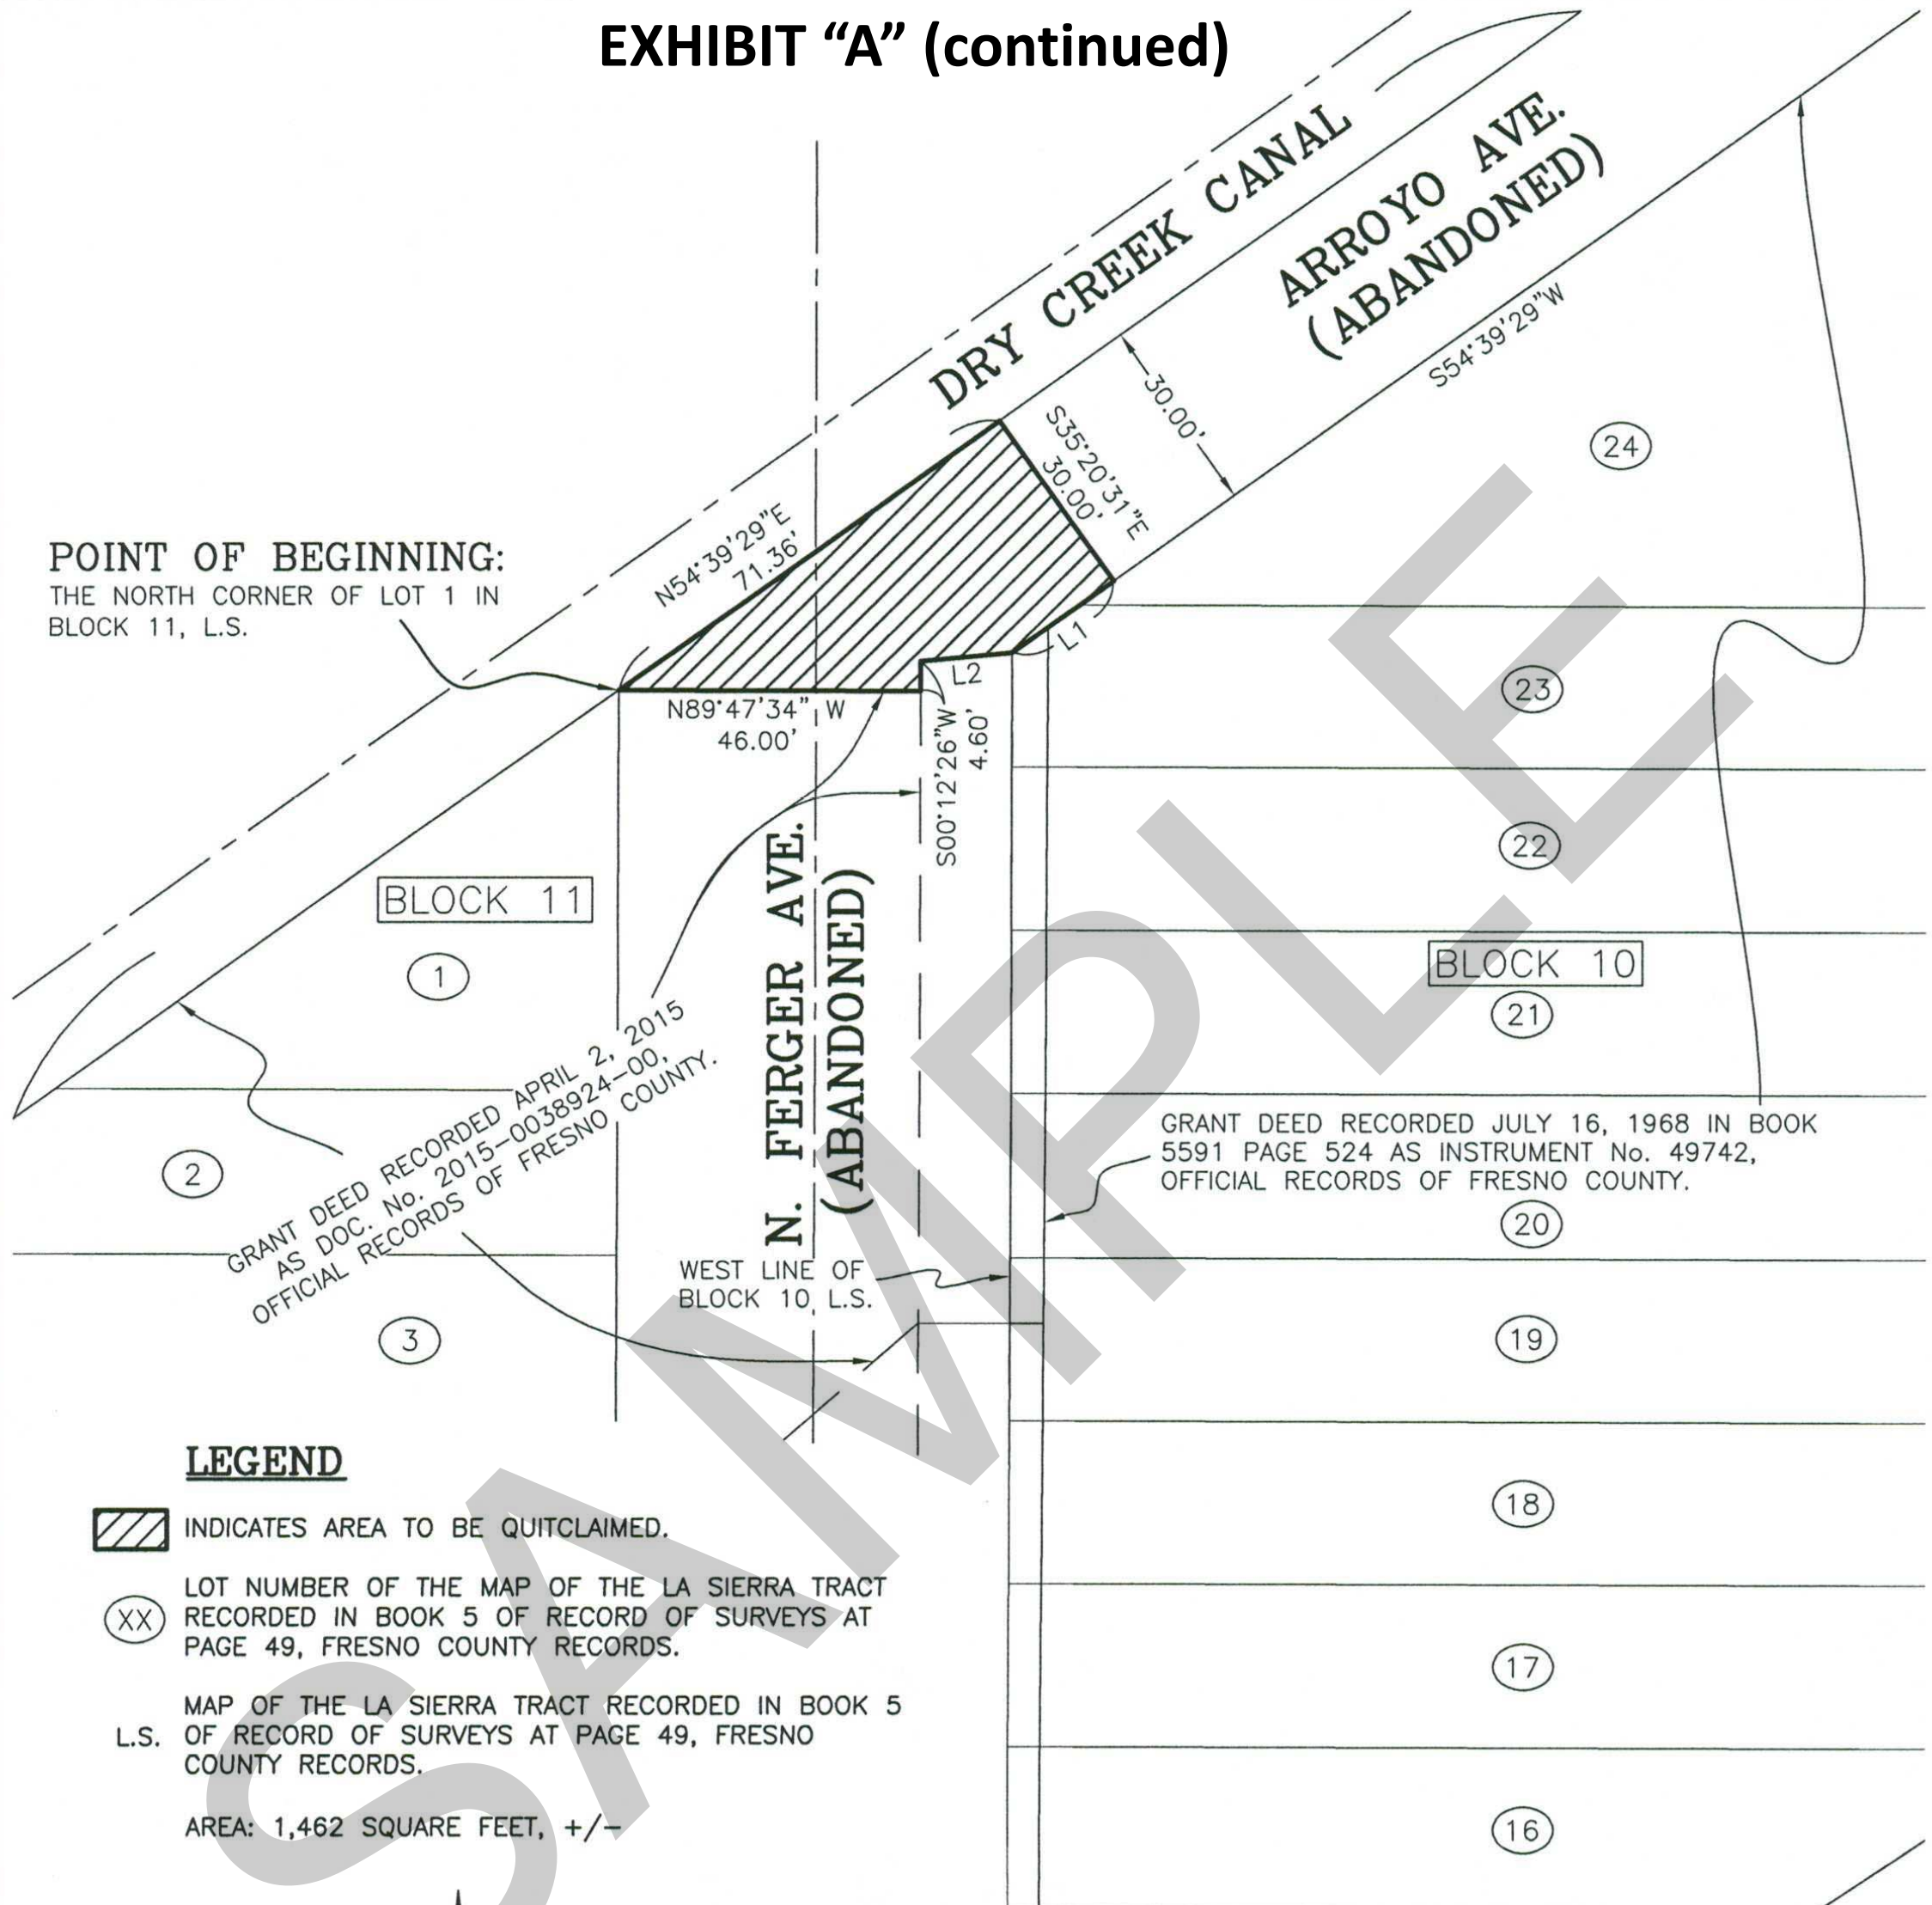 EXHIBIT “A” (continued)
DRY CREEK CANAL
ARROYO AVE.
(ABANDONED)
S54°39'29"W
30.00'
S35°20'31"E
30.00'
24
N54°39'29"E
71.36'
POINT OF BEGINNING:
THE NORTH CORNER OF LOT 1 IN
BLOCK 11, L.S.
L1
L2
N89°47'34" W
46.00'
S00°12'26"W
4.60'
23
22
BLOCK 11
1
N. FERGER AVE.
(ABANDONED)
BLOCK 10
21
GRANT DEED RECORDED APRIL 2, 2015
AS DOC. No. 2015-0038924-00,
OFFICIAL RECORDS OF FRESNO COUNTY.
2
GRANT DEED RECORDED JULY 16, 1968 IN BOOK
5591 PAGE 524 AS INSTRUMENT No. 49742,
OFFICIAL RECORDS OF FRESNO COUNTY.
20
WEST LINE OF
BLOCK 10, L.S.
3
19
LEGEND
INDICATES AREA TO BE QUITCLAIMED.
18
XX
LOT NUMBER OF THE MAP OF THE LA SIERRA TRACT
RECORDED IN BOOK 5 OF RECORD OF SURVEYS AT
PAGE 49, FRESNO COUNTY RECORDS.
17
L.S.
MAP OF THE LA SIERRA TRACT RECORDED IN BOOK 5
OF RECORD OF SURVEYS AT PAGE 49, FRESNO
COUNTY RECORDS.
AREA: 1,462 SQUARE FEET, +/-
16
SAMPLE